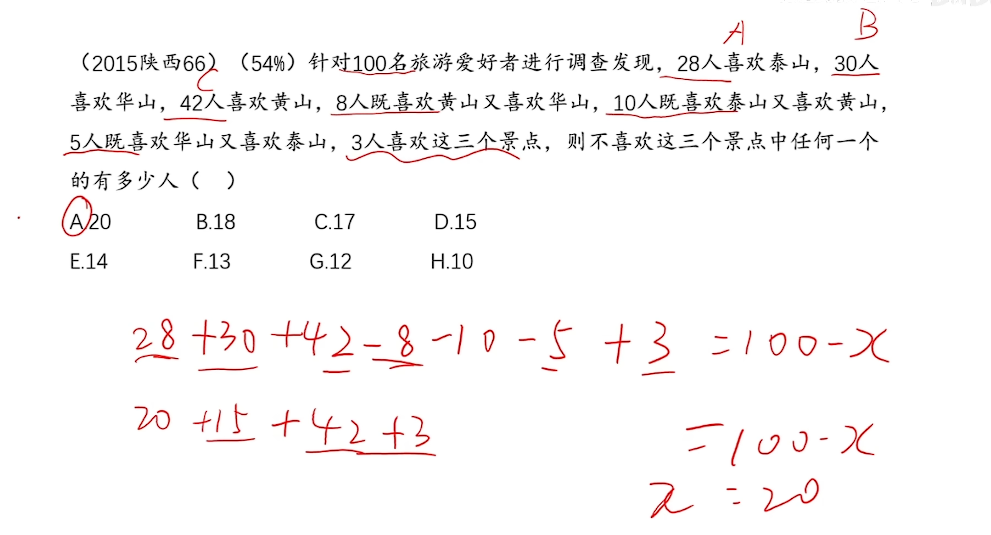 A B
(2015陕西66)(54%)针对100名旅游爱好者进行调查发现，28人喜欢泰山，30人
C
喜欢华山，42人喜欢黄山，8人既喜欢黄山又喜欢华山，10人既喜欢泰山又喜欢黄山，
5人既喜欢华山又喜欢泰山，3人喜欢这三个景点，则不喜欢这三个景点中任何一个
的有多少人（ ）
A.20 B.18 C.17 D.15
E.14 F.13 G.12 H.10
28+30+42-8-10-5+3=100-x
20+15+42+3 =100-x
x=20